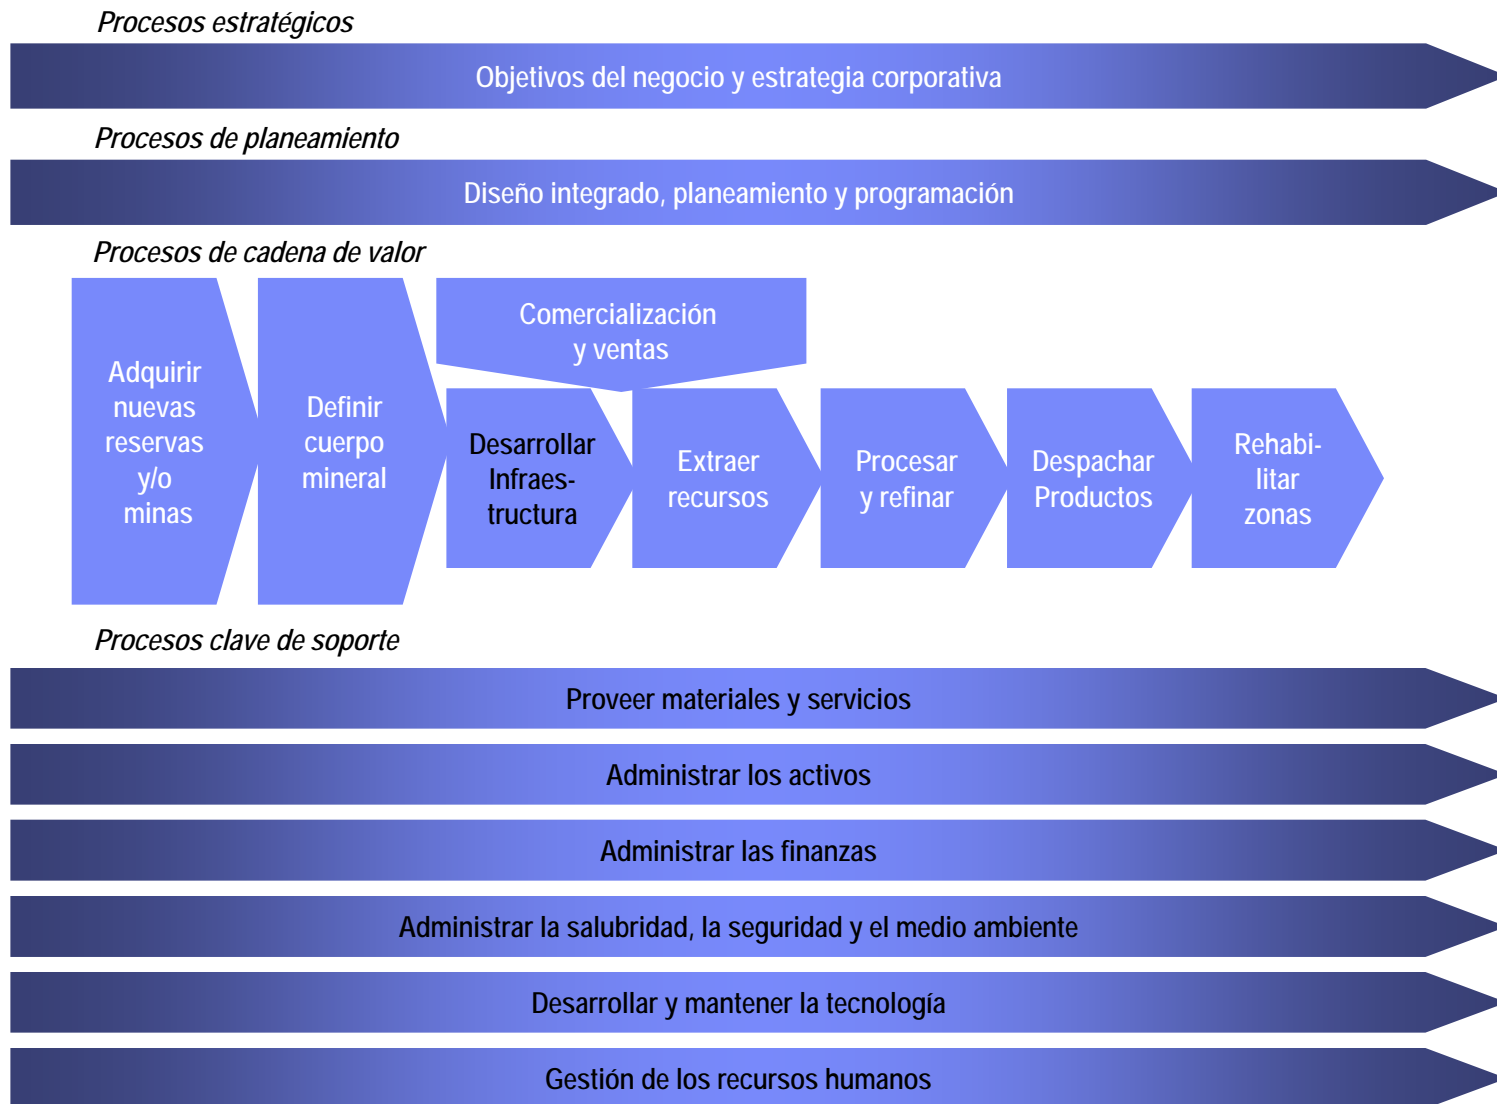 Procesos estratégicos
Objetivos del negocio y estrategia corporativa
Procesos de planeamiento
Diseño integrado, planeamiento y programación
Procesos de cadena de valor
Adquirir
nuevas
reservas
y/o
minas
Definir
cuerpo
mineral
Comercialización
y ventas
Desarrollar
Infraes-
tructura
Extraer
recursos
Procesar
y refinar
Despachar
Productos
Rehabi-
litar
zonas
Procesos clave de soporte
Proveer materiales y servicios
Administrar los activos
Administrar las finanzas
Administrar la salubridad, la seguridad y el medio ambiente
Desarrollar y mantener la tecnología
Gestión de los recursos humanos